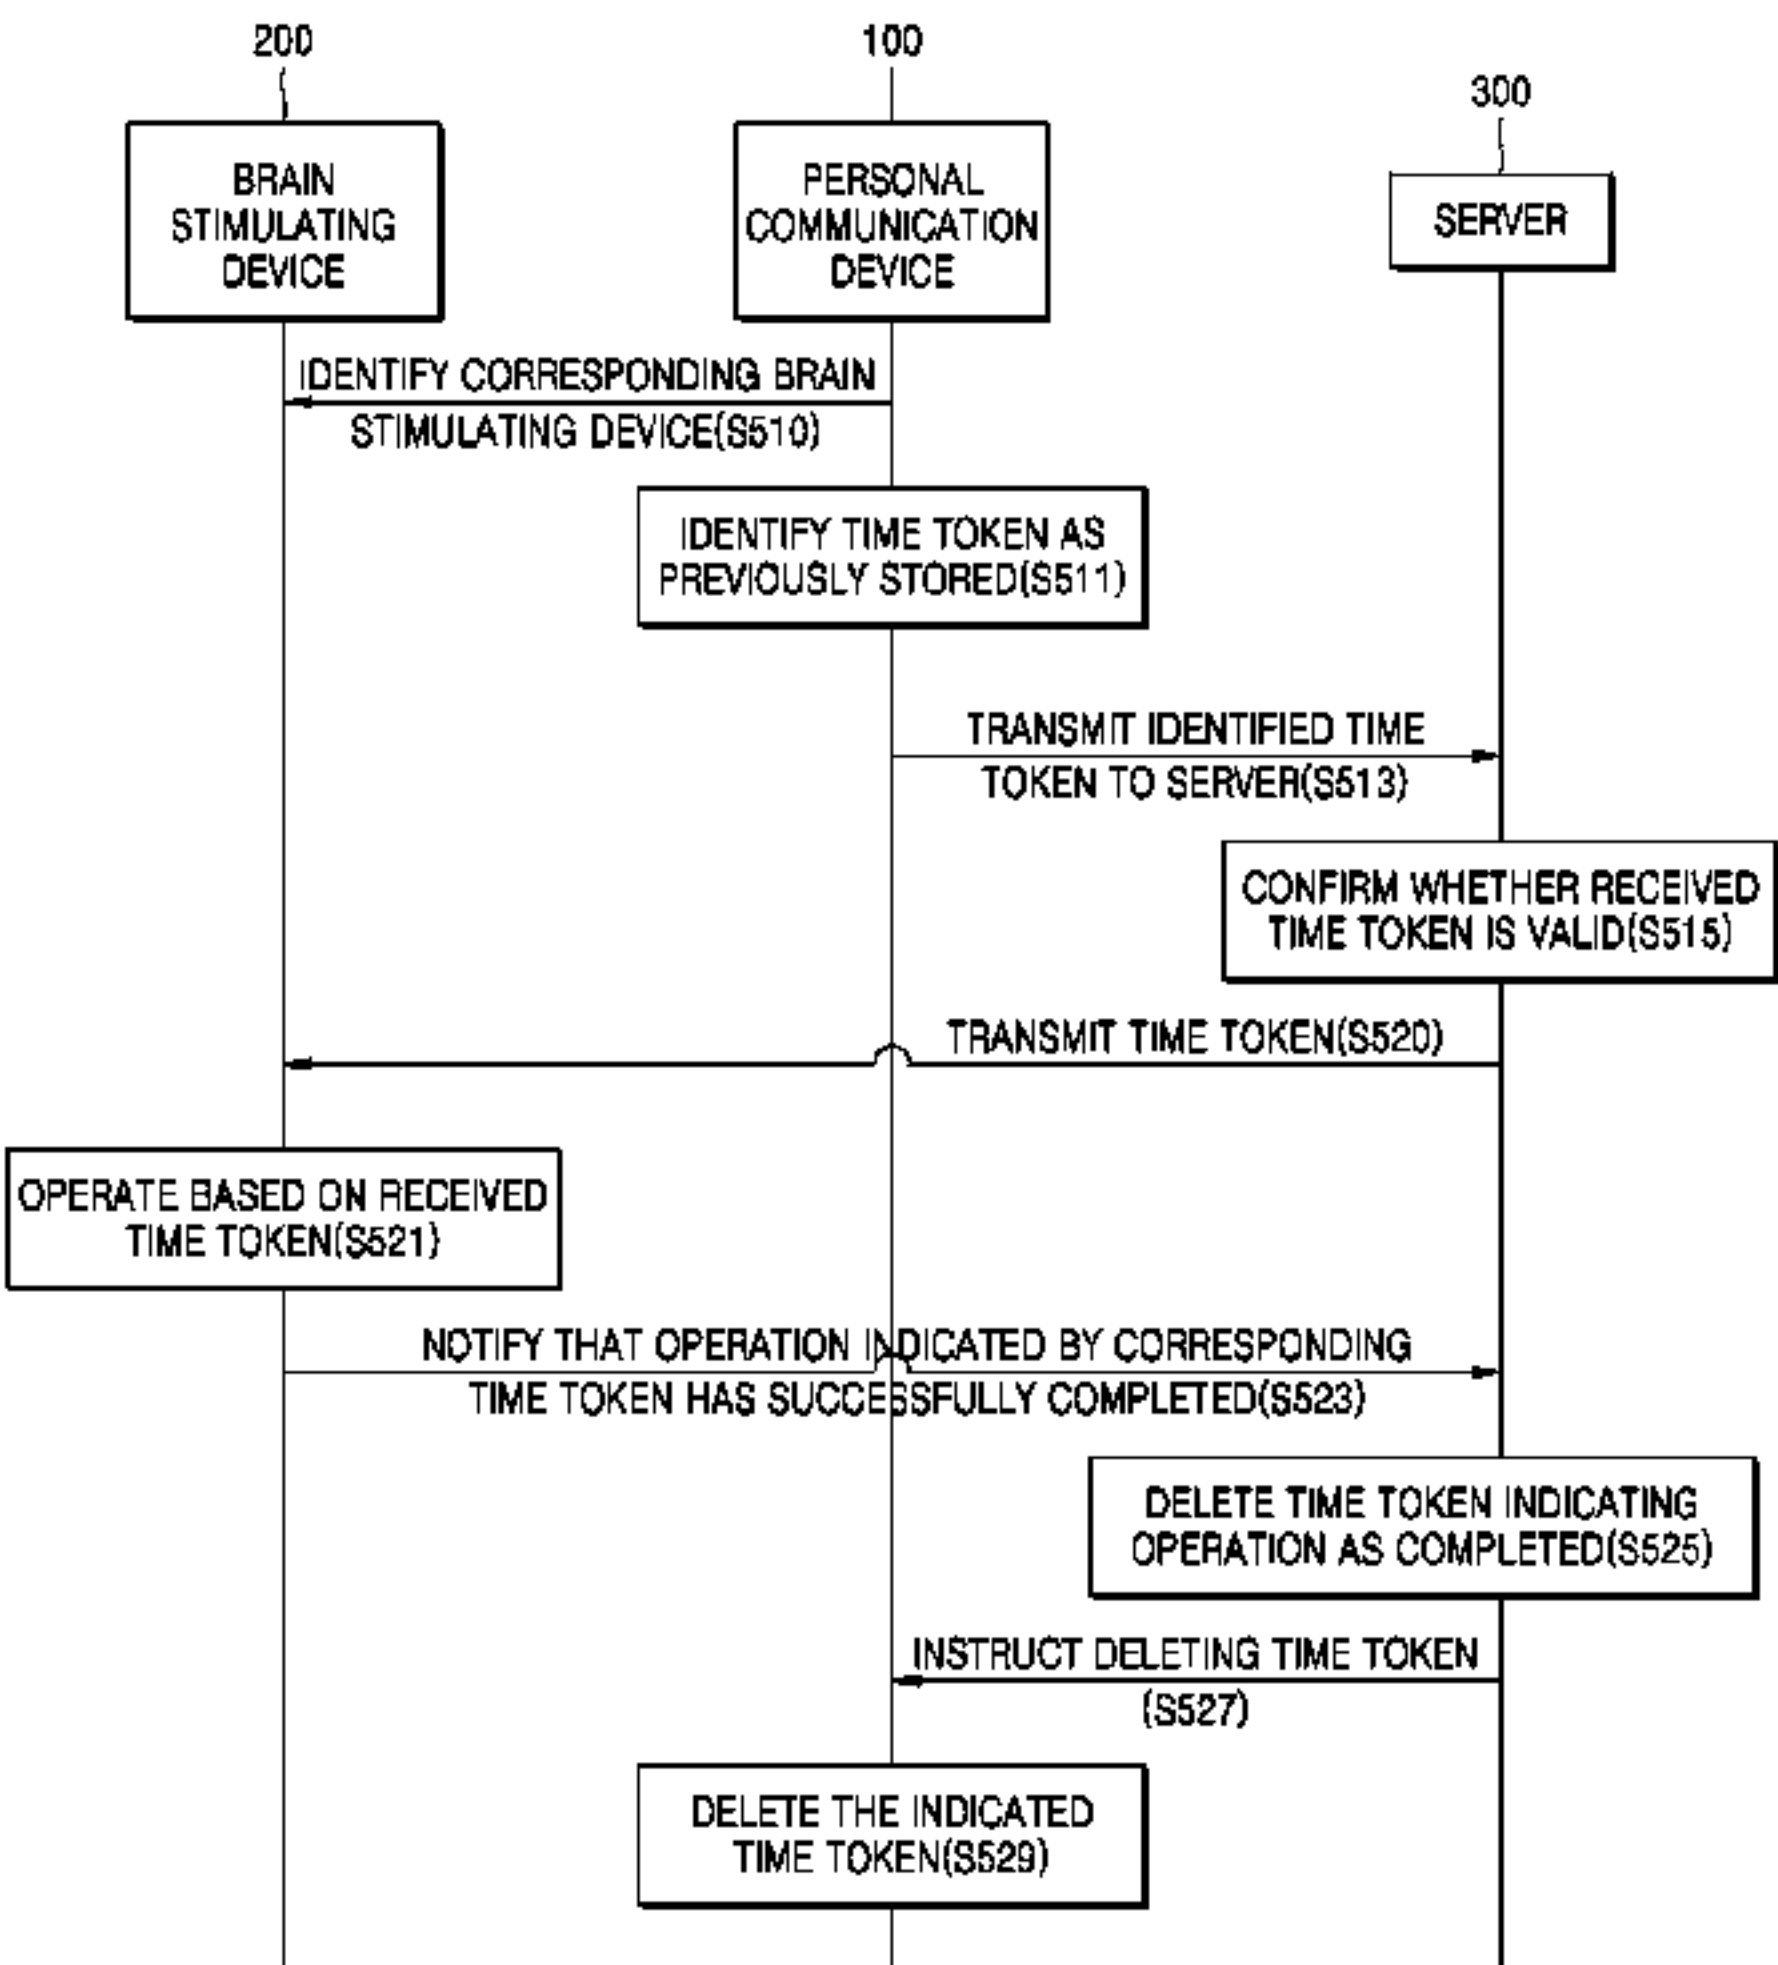 200
100
300
BRAIN
STIMULATING
DEVICE
PERSONAL
COMMUNICATION
DEVICE
SERVER
IDENTIFY CORRESPONDING BRAIN
STIMULATING DEVICE(S510)
IDENTIFY TIME TOKEN AS
PREVIOUSLY STORED(S511)
TRANSMIT IDENTIFIED TIME
TOKEN TO SERVER(S513)
CONFIRM WHETHER RECEIVED
TIME TOKEN IS VALID(S515)
TRANSMIT TIME TOKEN(S520)
OPERATE BASED ON RECEIVED
TIME TOKEN(S521)
NOTIFY THAT OPERATION INDICATED BY CORRESPONDING
TIME TOKEN HAS SUCCESSFULLY COMPLETED(S523)
DELETE TIME TOKEN INDICATING
OPERATION AS COMPLETED(S525)
INSTRUCT DELETING TIME TOKEN
(S527)
DELETE THE INDICATED
TIME TOKEN(S529)